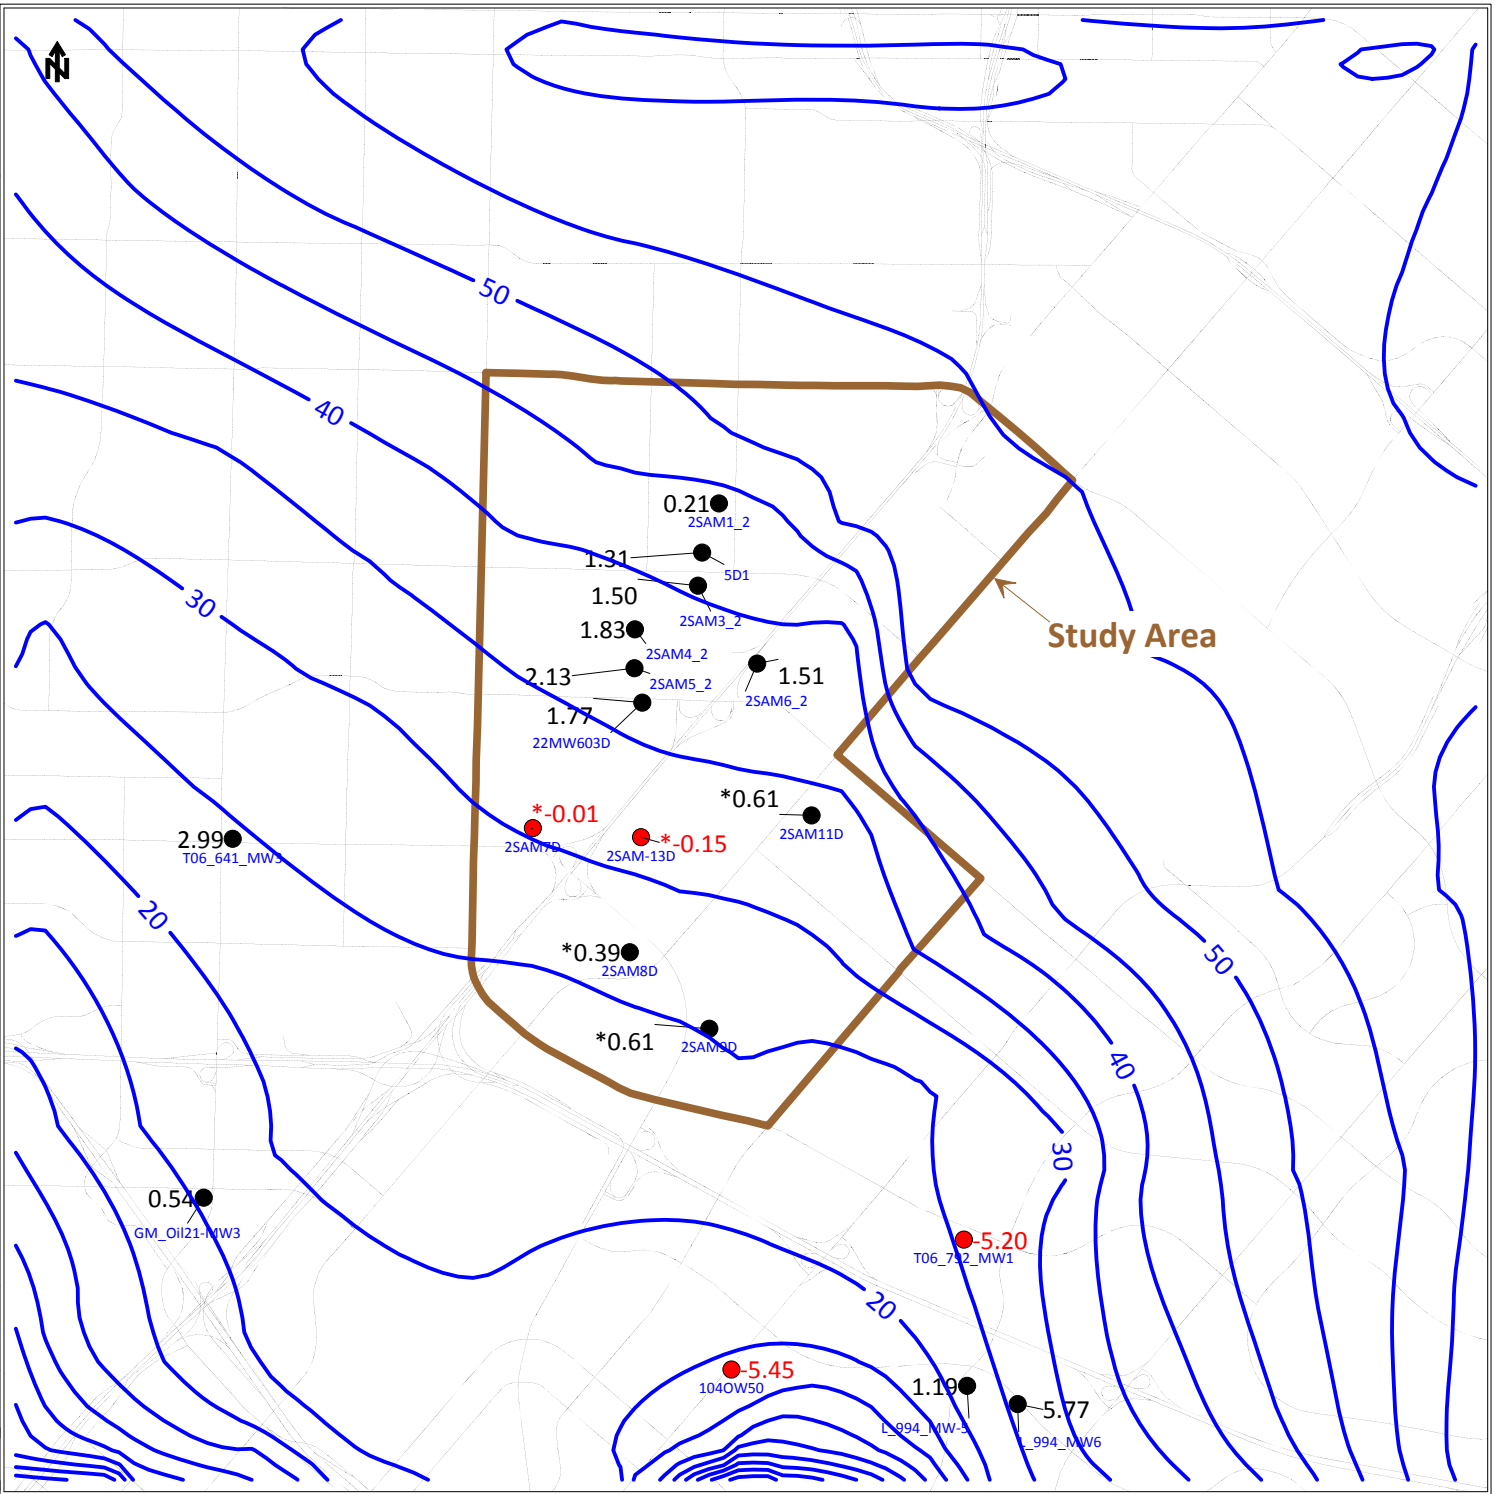 N
50
40
0.21
2SAM1_2
1.31
5D1
1.50
2SAM3_2
30
1.83
2SAM4_2
Study Area
2.13
2SAM5_2
1.51
2SAM6_2
1.77
22MW603D
*0.61
2SAM11D
*-0.01
2SAM7D
*-0.15
2SAM-13D
2.99
T06_641_MW3
20
*0.39
2SAM8D
50
*0.61
2SAM9D
40
30
0.54
GM_Oil21-MW3
-5.20
T06_792_MW1
20
-5.45
104OW50
1.19
L_994_MW-5
5.77
L_994_MW6